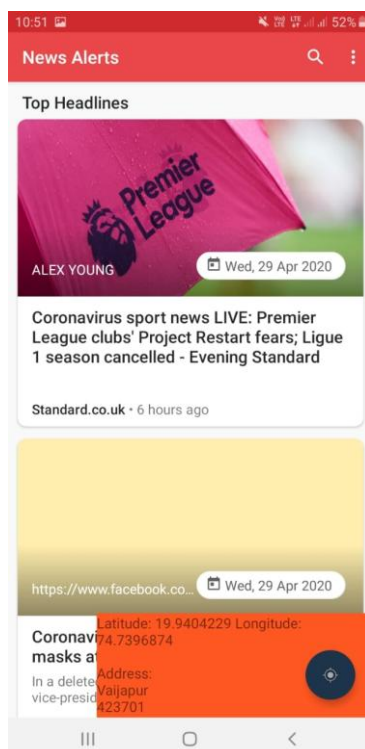 10:51
52%
News Alerts
Top Headlines
Premier
League
ALEX YOUNG
Wed, 29 Apr 2020
Coronavirus sport news LIVE: Premier
League clubs' Project Restart fears; Ligue
1 season cancelled - Evening Standard
Standard.co.uk • 6 hours ago
https://www.facebook.co...
Wed, 29 Apr 2020
Coronavi
masks a
In a delete
vice-presid
Latitude: 19.9404229 Longitude:
74.7396874
Address:
Vaijapur
423701